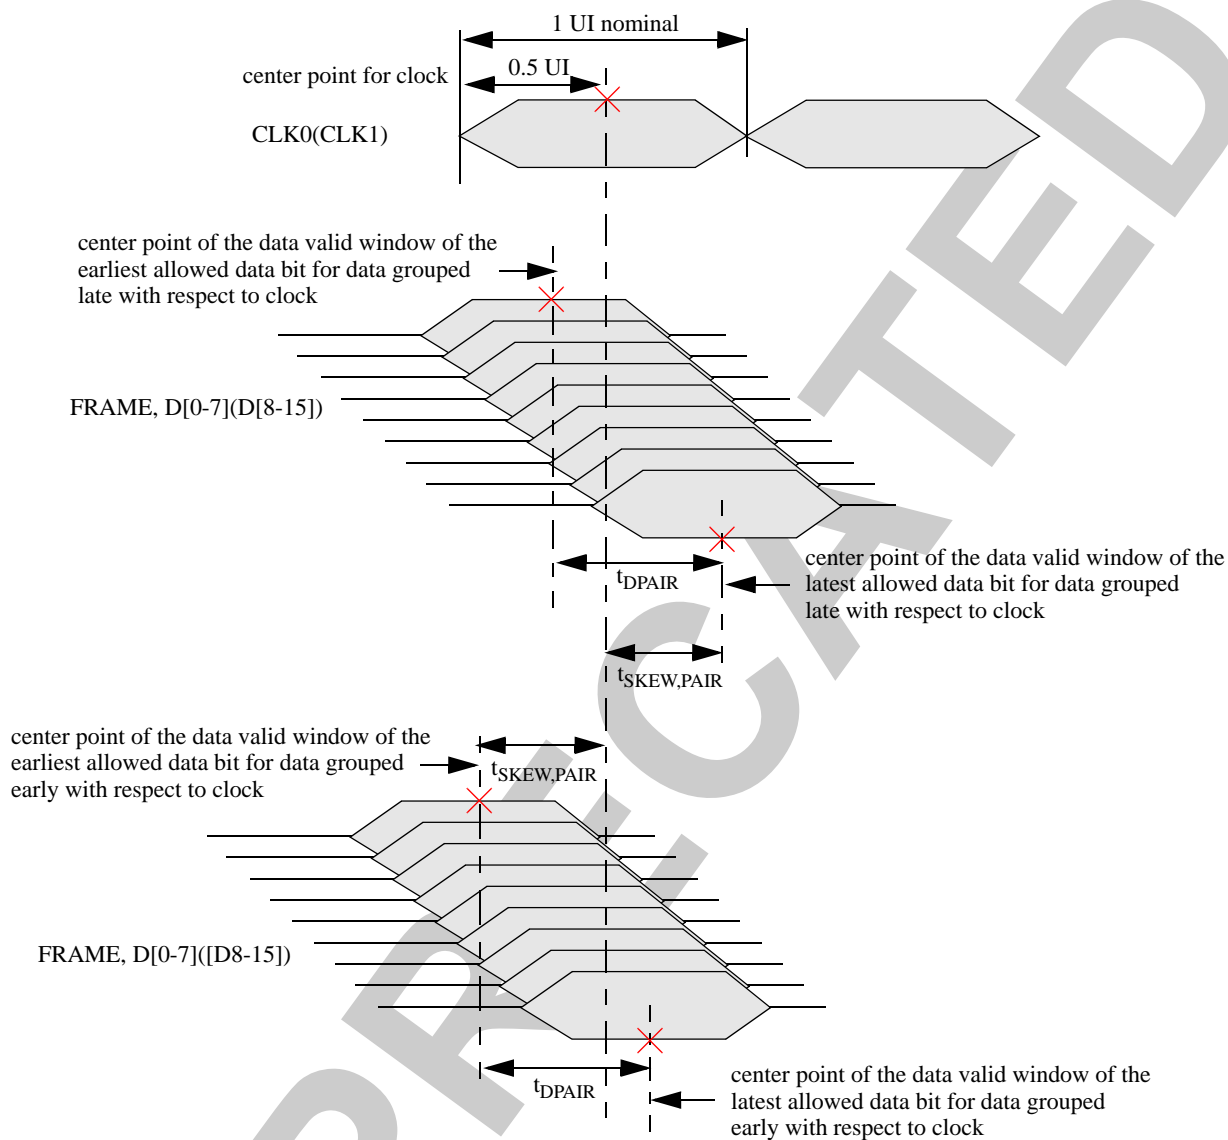 1 UI nominal
0.5 UI
center point for clock
CLK0(CLK1)
center point of the data valid window of the
earliest allowed data bit for data grouped
late with respect to clock
FRAME, D[0-7](D[8-15])
tDPAIR
center point of the data valid window of the
latest allowed data bit for data grouped
late with respect to clock
tSKEW,PAIR
center point of the data valid window of the
earliest allowed data bit for data grouped
early with respect to clock
tSKEW,PAIR
FRAME, D[0-7]([D8-15])
tDPAIR
center point of the data valid window of the
latest allowed data bit for data grouped
early with respect to clock
PRECATED